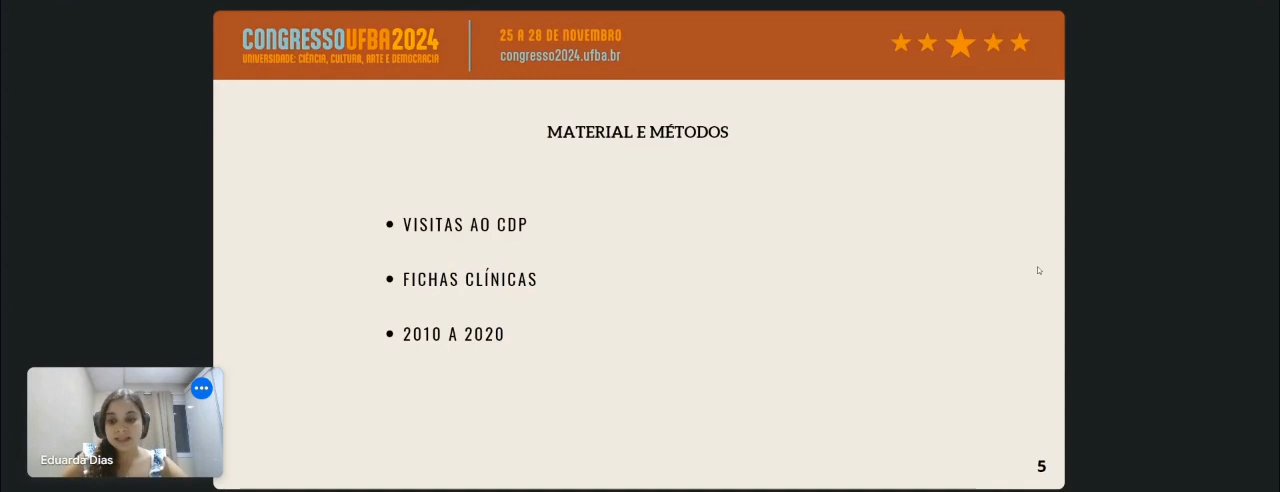 CONGRESSOUFBA2024
UNIVERSIDADE: CIÊNCIA, CULTURA, ARTE E DEMOCRACIA
25 A 28 DE NOVEMBRO
congresso2024.ufba.br
MATERIAL E MÉTODOS
• VISITAS AO CDP
• FICHAS CLÍNICAS
• 2010 A 2020
Eduarda Dias
5